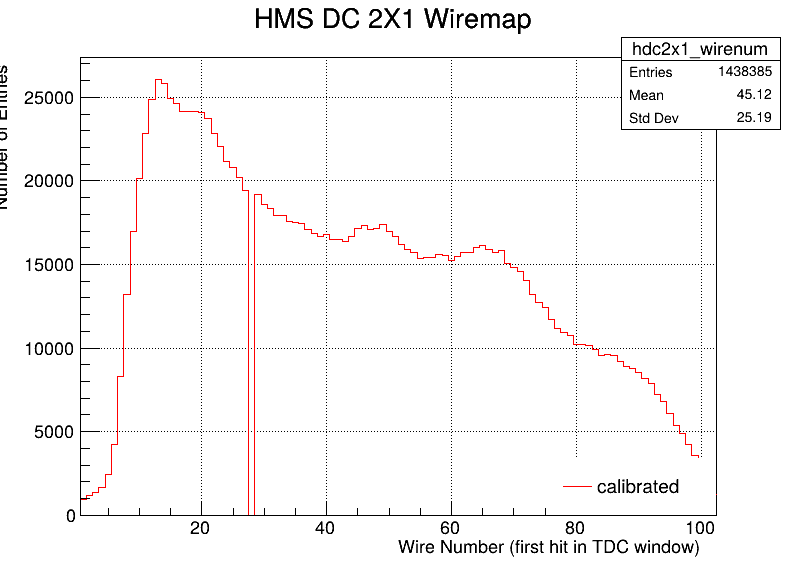 HMS DC 2X1 Wiremap
hdc2x1_wirenum
Entries 1438385
Mean 45.12
Std Dev 25.19
Number of Entries
25000
20000
15000
10000
5000
0
20 40 60 80 100
calibrated
Wire Number (first hit in TDC window)